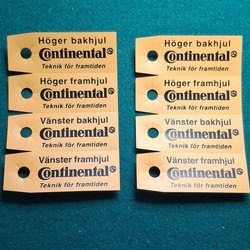 Höger bakhjul
Continental
Teknik för framtiden
Höger framhjul
Continental
Teknik för framtiden
Vänster bakhjul
Continental
Teknik för framtiden
Vänster framhjul
Continental
Teknik för framtiden
Höger bakhjul
Continental
Teknik för framtiden
Höger framhjul
Continental
Teknik för framtiden
Vänster bakhjul
Continental
Teknik för framtiden
Vänster framhjul
Continental
Teknik för framtiden